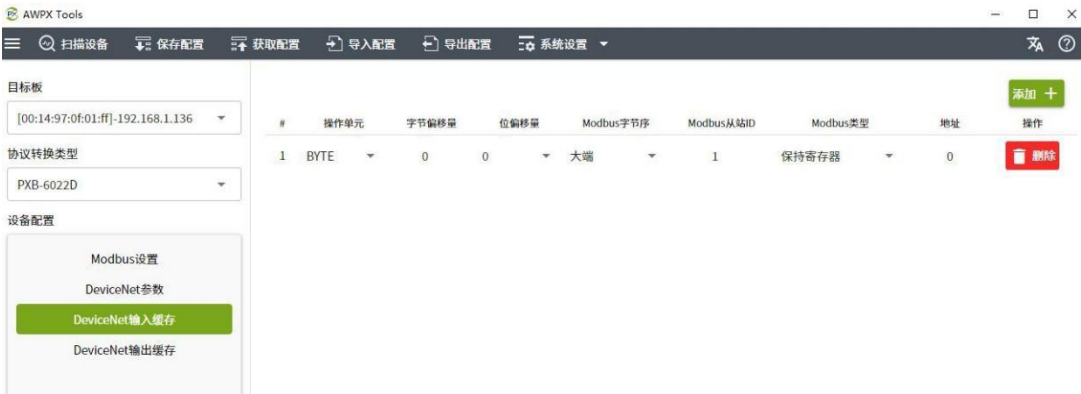 AWPX Tools
扫描设备 保存配置 获取配置 导入配置 导出配置 系统设置
目标板
[00:14:97:0f:01:ff]-192.168.1.136
协议转换类型
PXB-6022D
设备配置
Modbus设置
DeviceNet参数
DeviceNet输入缓存
DeviceNet输出缓存
添加
# 操作单元 字节偏移量 位偏移量 Modbus字节序 Modbus从站ID Modbus类型 地址 操作
1 BYTE 0 0 大端 1 保持寄存器 0 删除